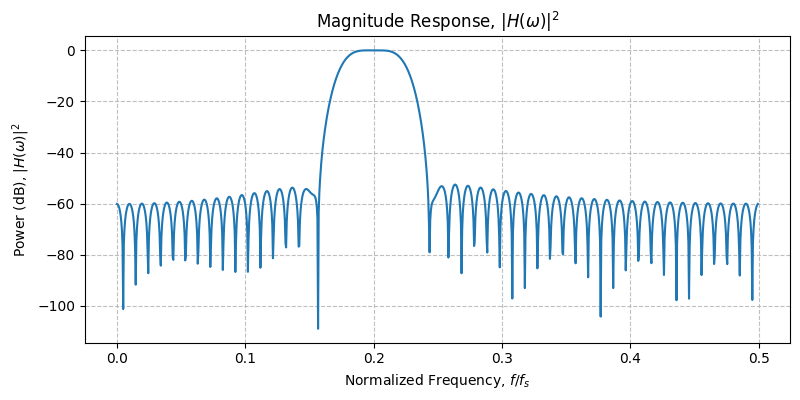 Magnitude Response, |H(ω)|²
Power (dB), |H(ω)|²
0
−20
−40
−60
−80
−100
0.0 0.1 0.2 0.3 0.4 0.5
Normalized Frequency, f/fₛ